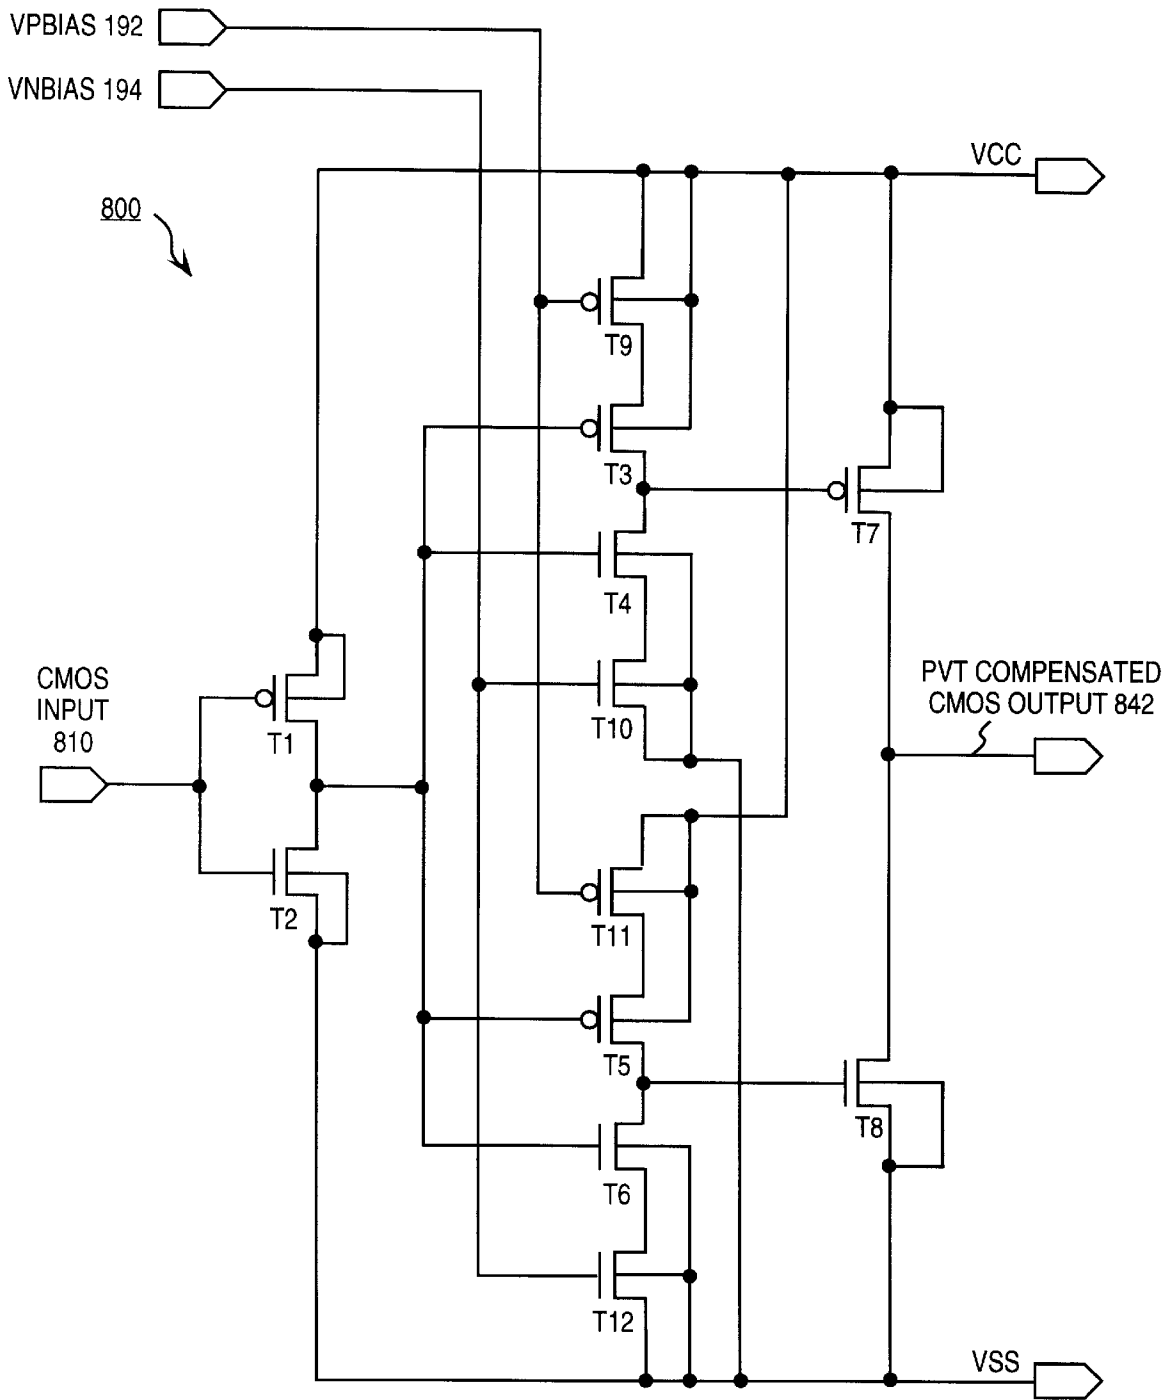 VPBIAS 192
VNBIAS 194
VCC
800
T9
T3
T7
T4
CMOS
INPUT
810
T1
T10
PVT COMPENSATED
CMOS OUTPUT 842
T2
T11
T5
T8
T6
T12
VSS